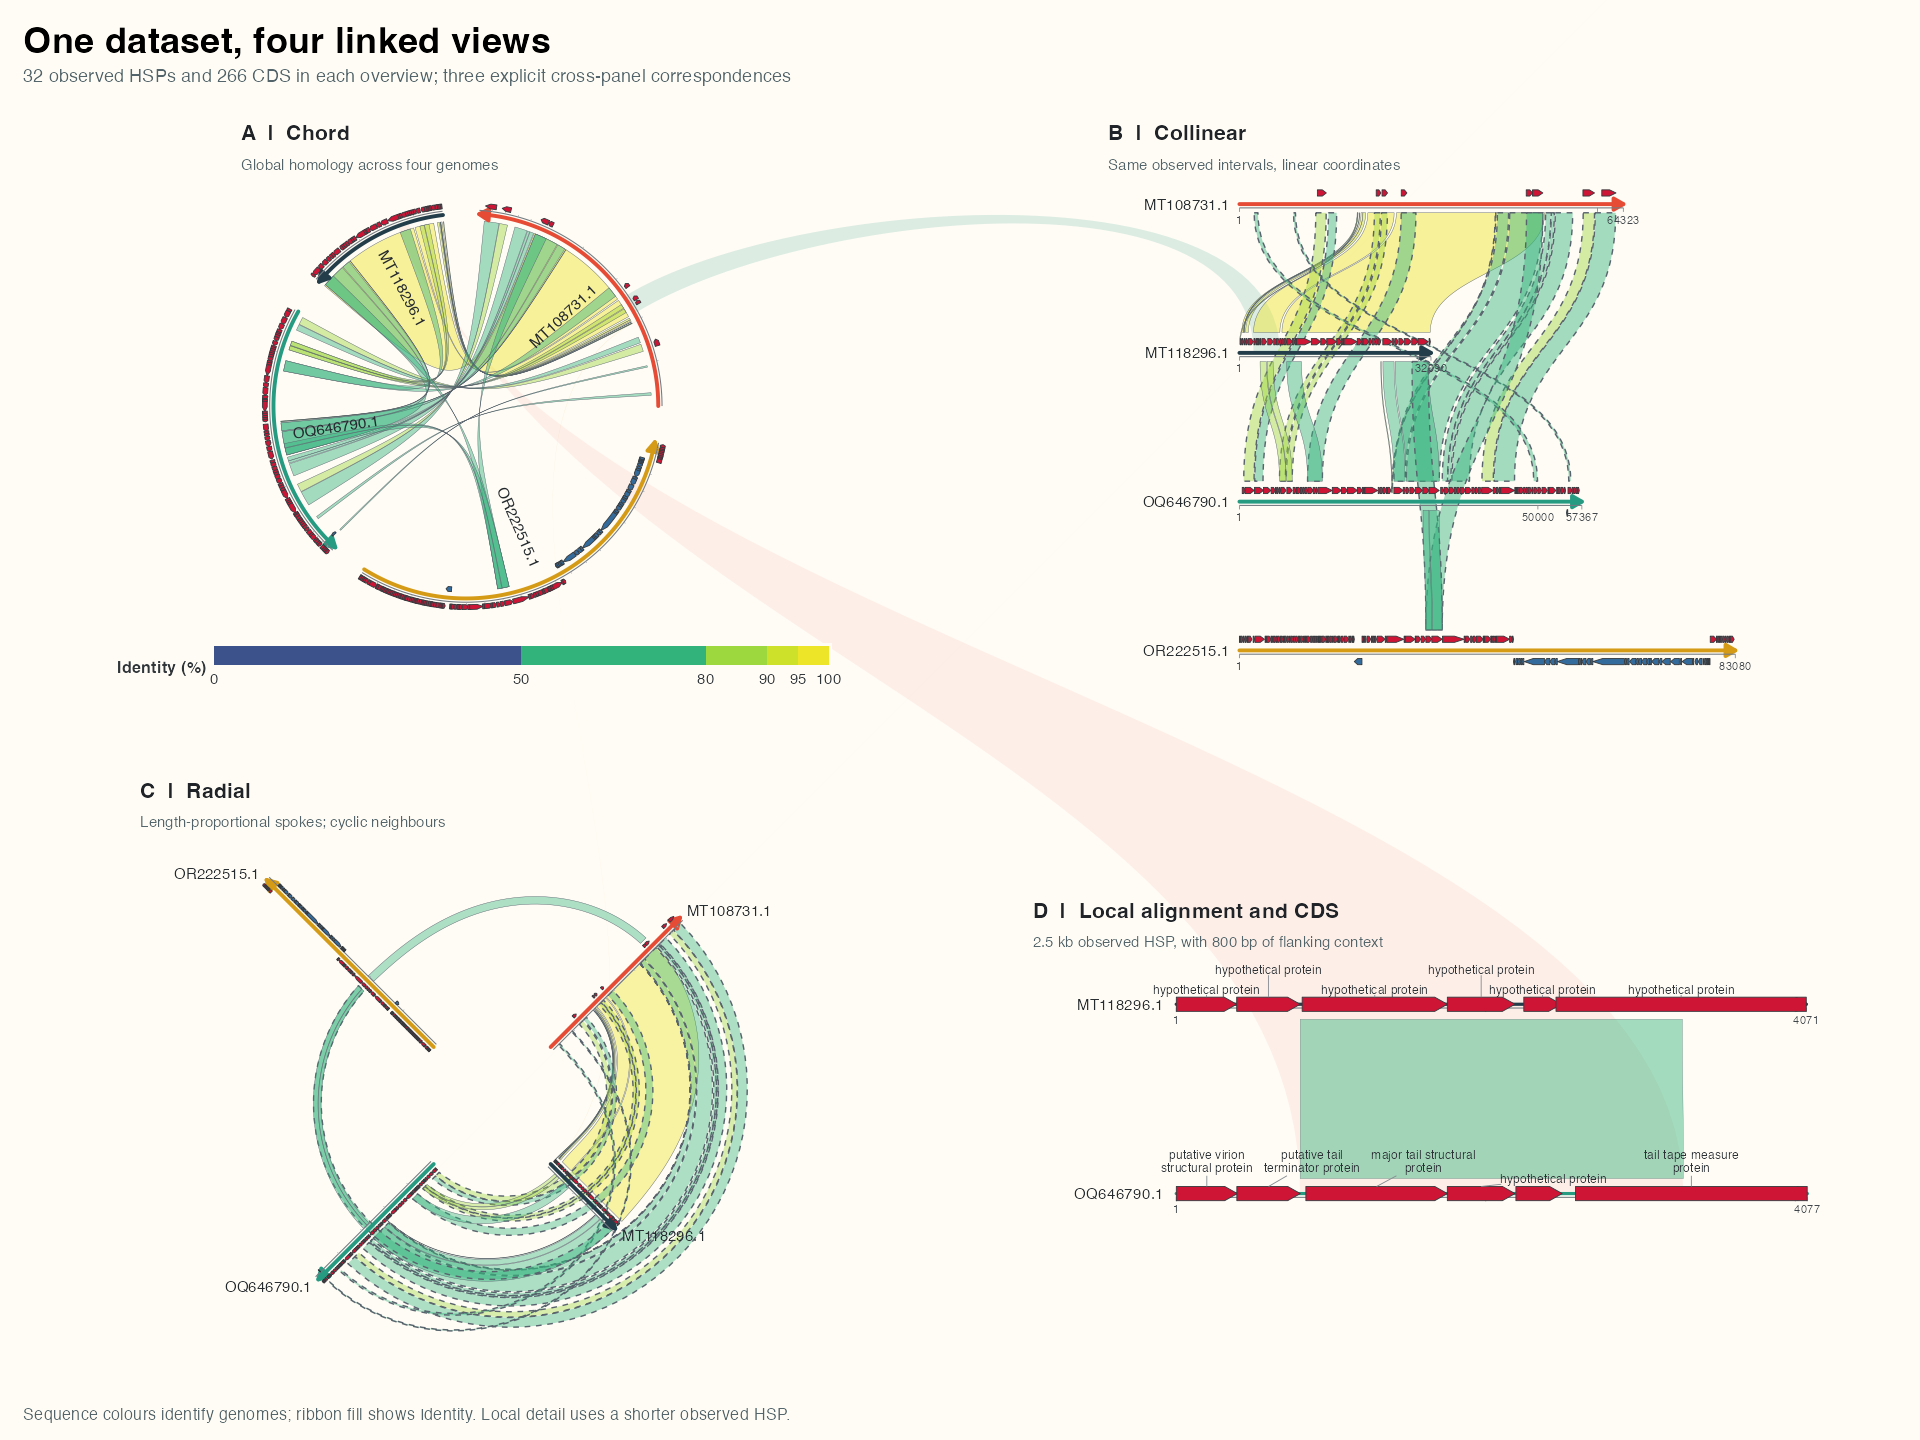 One dataset, four linked views
32 observed HSPs and 266 CDS in each overview; three explicit cross-panel correspondences
A | Chord
Global homology across four genomes
MT118296.1
MT108731.1
OQ646790.1
OR222515.1
Identity (%)
0 50 80 90 95 100
B | Collinear
Same observed intervals, linear coordinates
MT108731.1
1 64323
MT118296.1
1 32090
OQ646790.1
1 50000 57367
OR222515.1
1 83080
C | Radial
Length-proportional spokes; cyclic neighbours
OR222515.1
MT108731.1
MT118296.1
OQ646790.1
D | Local alignment and CDS
2.5 kb observed HSP, with 800 bp of flanking context
hypothetical protein hypothetical protein
hypothetical protein hypothetical protein hypothetical protein hypothetical protein
MT118296.1
1 4071
putative virion putative tail major tail structural tail tape measure
structural protein terminator protein protein protein
hypothetical protein
OQ646790.1
1 4077
Sequence colours identify genomes; ribbon fill shows identity. Local detail uses a shorter observed HSP.